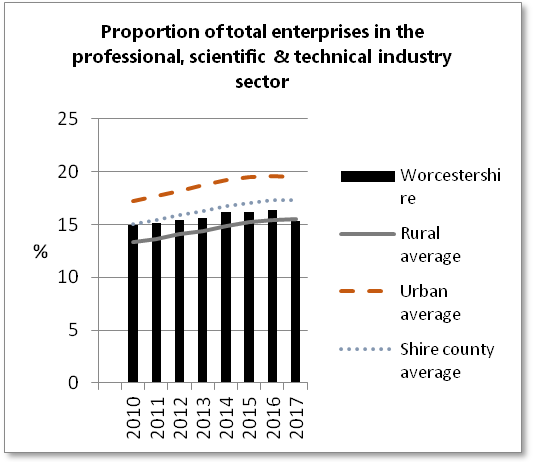 Proportion of total enterprises in the
professional, scientific & technical industry
sector
25
20
15
10
5
0
%
2010
2011
2012
2013
2014
2015
2016
2017
Worcestershi
re
Rural
average
Urban
average
Shire county
average